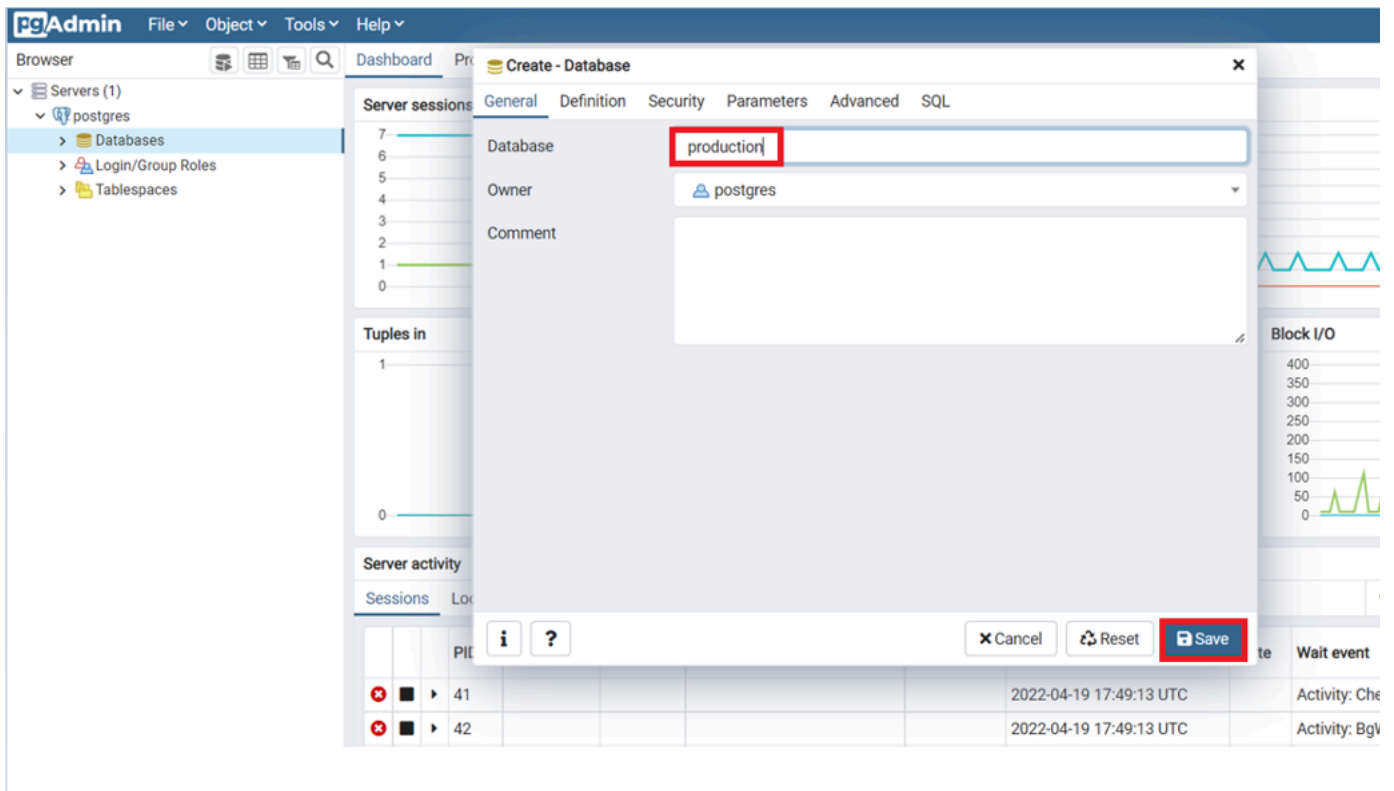 pgAdmin File Object Tools Help
Browser
Servers (1)
postgres
Databases
Login/Group Roles
Tablespaces
Dashboard Pr
Server sessions
7
6
5
4
3
2
1
0
Tuples in
1
0
Server activity
Sessions Loc
PID
41 2022-04-19 17:49:13 UTC Activity: Che
42 2022-04-19 17:49:13 UTC Activity: Bg
Create - Database
General Definition Security Parameters Advanced SQL
Database production
Owner postgres
Comment
i ? Cancel Reset Save
te Wait event
Block I/O
400
350
300
250
200
150
100
50
0